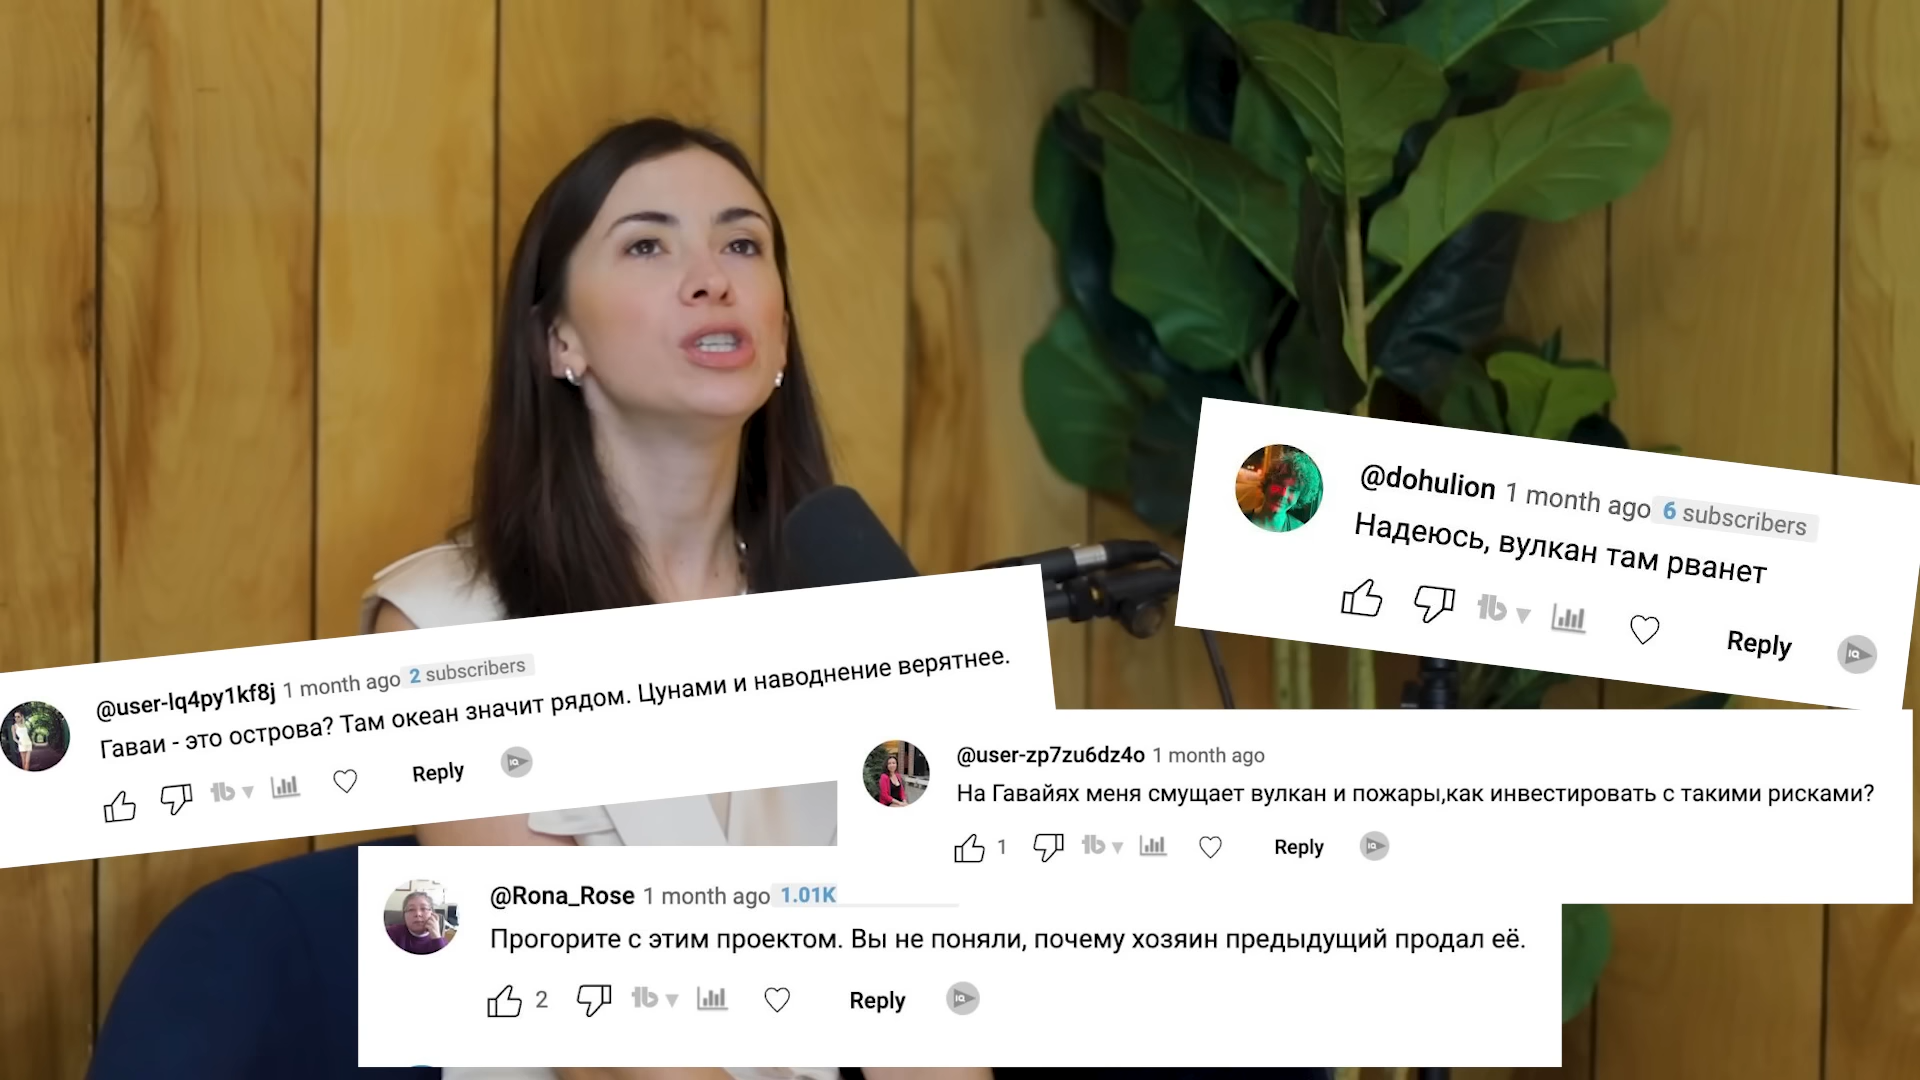 @dohulion 1 month ago 6 subscribers
Надеюсь, вулкан там рванет
Reply
@user-lq4py1kf8j 1 month ago 2 subscribers
Гаваи - это острова? Там океан значит рядом. Цунами и наводнение верятнее.
Reply
@user-zp7zu6dz4o 1 month ago
На Гавайях меня смущает вулкан и пожары,как инвестировать с такими рисками?
1 Reply
@Rona_Rose 1 month ago 1.01K
Прогорите с этим проектом. Вы не поняли, почему хозяин предыдущий продал её.
2 Reply